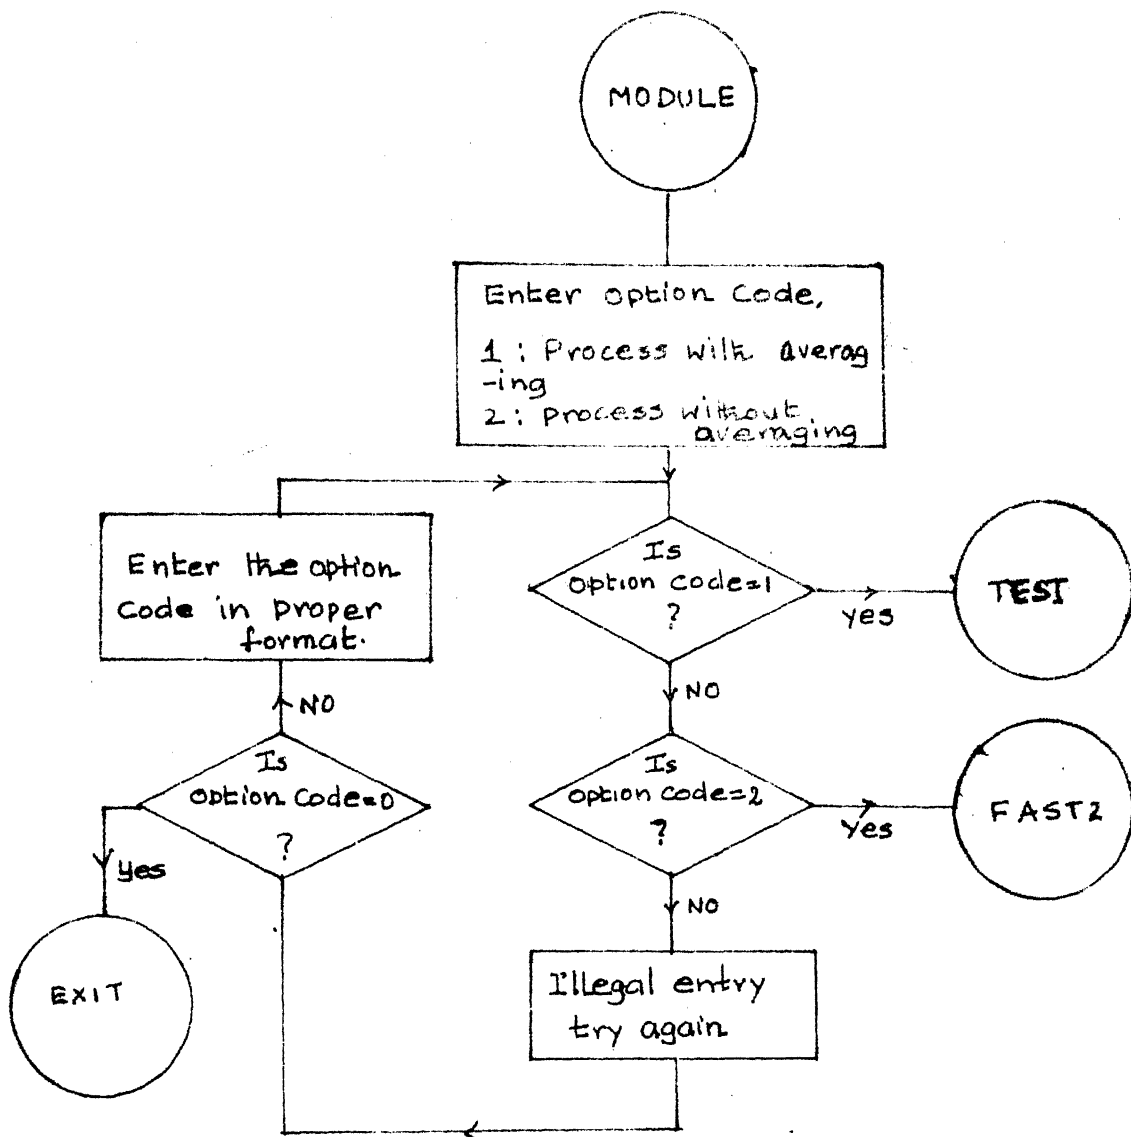 MODULE
Enter option Code,
1 : Process with averag
-ing
2 : process without
averaging
Enter the option
Code in proper
format.
Is
option code=1
?
yes
TEST
NO
NO
Is
option code=0
?
Is
option code=2
?
Yes
FAST2
yes
NO
EXIT
Illegal entry
try again